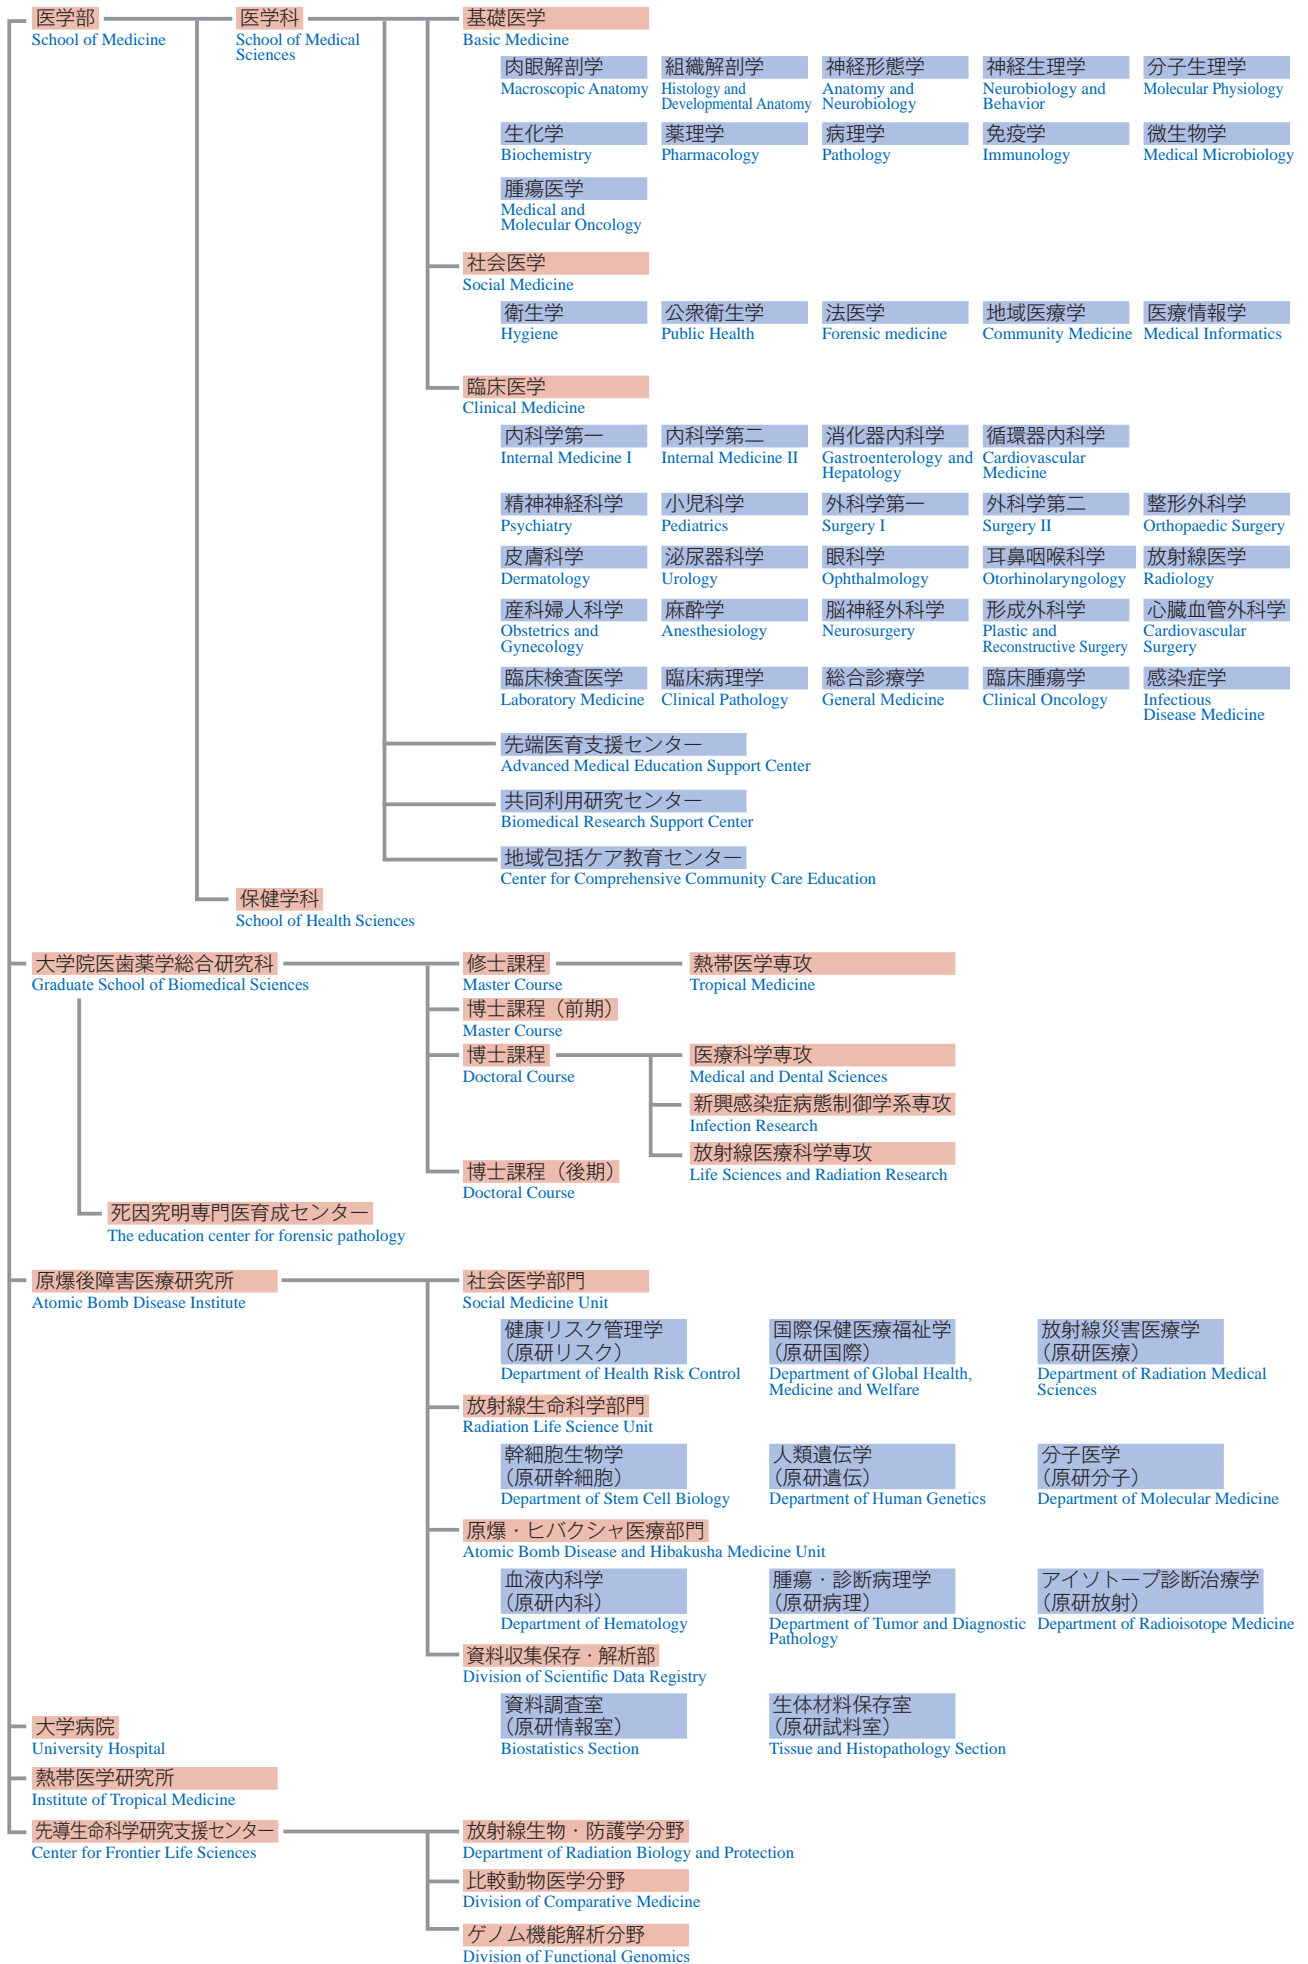 医学部
School of Medicine
医学科
School of Medical
Sciences
基礎医学
Basic Medicine
肉眼解剖学
Macroscopic Anatomy
組織解剖学
Histology and
Developmental Anatomy
神経形態学
Anatomy and
Neurobiology
神経生理学
Neurobiology and
Behavior
分子生理学
Molecular Physiology
生化学
Biochemistry
薬理学
Pharmacology
病理学
Pathology
免疫学
Immunology
微生物学
Medical Microbiology
腫瘍医学
Medical and
Molecular Oncology
社会医学
Social Medicine
衛生学
Hygiene
公衆衛生学
Public Health
法医学
Forensic medicine
地域医療学
Community Medicine
医療情報学
Medical Informatics
臨床医学
Clinical Medicine
内科学第一
Internal Medicine I
内科学第二
Internal Medicine II
消化器内科学
Gastroenterology and
Hepatology
循環器内科学
Cardiovascular
Medicine
精神神経科学
Psychiatry
小児科学
Pediatrics
外科学第一
Surgery I
外科学第二
Surgery II
整形外科学
Orthopaedic Surgery
皮膚科学
Dermatology
泌尿器科学
Urology
眼科学
Ophthalmology
耳鼻咽喉科学
Otorhinolaryngology
放射線医学
Radiology
産科婦人科学
Obstetrics and
Gynecology
麻酔学
Anesthesiology
脳神経外科学
Neurosurgery
形成外科学
Plastic and
Reconstructive Surgery
心臓血管外科学
Cardiovascular
Surgery
臨床検査医学
Laboratory Medicine
臨床病理学
Clinical Pathology
総合診療学
General Medicine
臨床腫瘍学
Clinical Oncology
感染症学
Infectious
Disease Medicine
先端医育支援センター
Advanced Medical Education Support Center
共同利用研究センター
Biomedical Research Support Center
地域包括ケア教育センター
Center for Comprehensive Community Care Education
保健学科
School of Health Sciences
大学院医歯薬学総合研究科
Graduate School of Biomedical Sciences
修士課程
Master Course
熱帯医学専攻
Tropical Medicine
博士課程（前期）
Master Course
博士課程
Doctoral Course
医療科学専攻
Medical and Dental Sciences
新興感染症病態制御学系専攻
Infection Research
放射線医療科学専攻
Life Sciences and Radiation Research
博士課程（後期）
Doctoral Course
死因究明専門医育成センター
The education center for forensic pathology
原爆後障害医療研究所
Atomic Bomb Disease Institute
社会医学部門
Social Medicine Unit
健康リスク管理学
（原研リスク）
Department of Health Risk Control
国際保健医療福祉学
（原研国際）
Department of Global Health,
Medicine and Welfare
放射線災害医療学
（原研医療）
Department of Radiation Medical
Sciences
放射線生命科学部門
Radiation Life Science Unit
幹細胞生物学
（原研幹細胞）
Department of Stem Cell Biology
人類遺伝学
（原研遺伝）
Department of Human Genetics
分子医学
（原研分子）
Department of Molecular Medicine
原爆・ヒバクシャ医療部門
Atomic Bomb Disease and Hibakusha Medicine Unit
血液内科学
（原研内科）
Department of Hematology
腫瘍・診断病理学
（原研病理）
Department of Tumor and Diagnostic
Pathology
アイソトープ診断治療学
（原研放射）
Department of Radioisotope Medicine
資料収集保存・解析部
Division of Scientific Data Registry
資料調査室
（原研情報室）
Biostatistics Section
生体材料保存室
（原研試料室）
Tissue and Histopathology Section
大学病院
University Hospital
熱帯医学研究所
Institute of Tropical Medicine
先導生命科学研究支援センター
Center for Frontier Life Sciences
放射線生物・防護学分野
Department of Radiation Biology and Protection
比較動物医学分野
Division of Comparative Medicine
ゲノム機能解析分野
Division of Functional Genomics